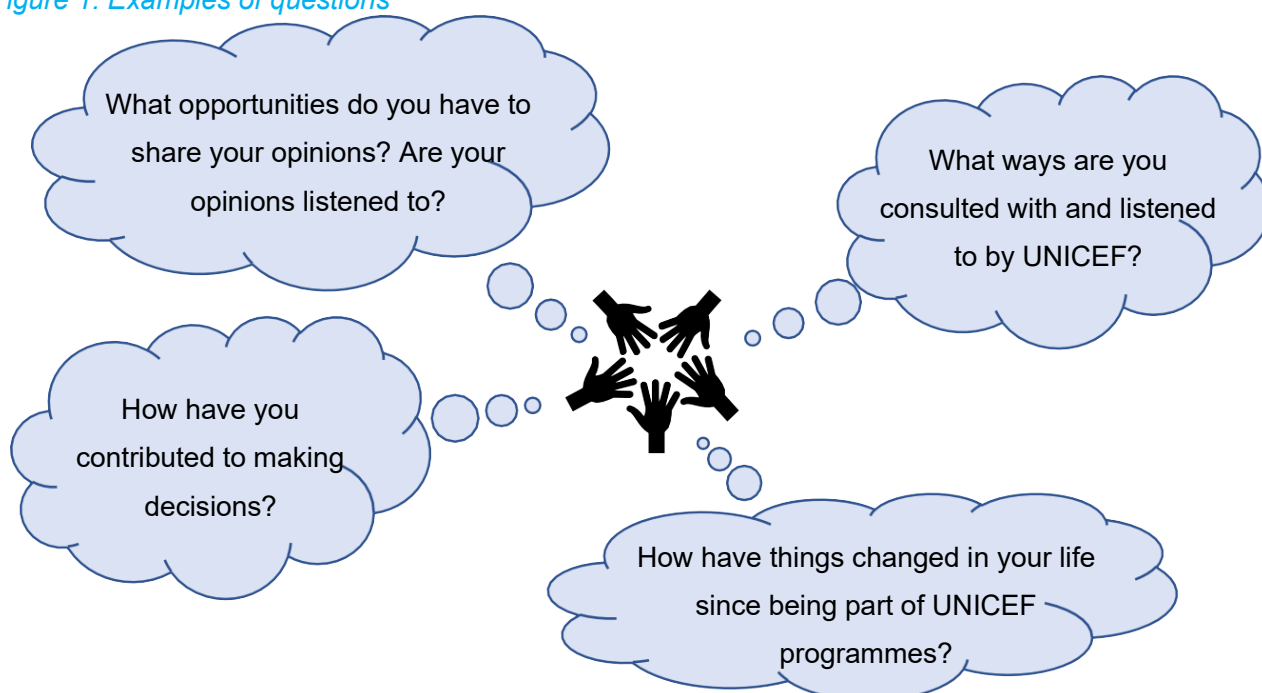 igure 1. Examples of questions
What opportunities do you have to
share your opinions? Are your
opinions listened to?
What ways are you
consulted with and listened
to by UNICEF?
How have you
contributed to making
decisions?
How have things changed in your life
since being part of UNICEF
programmes?